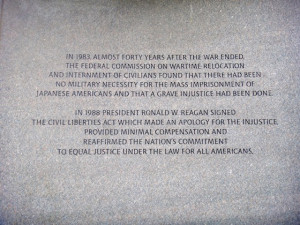 IN 1983, ALMOST FORTY YEARS AFTER THE WAR ENDED,
THE FEDERAL COMMISSION ON WARTIME RELOCATION
AND INTERNMENT OF CIVILIANS FOUND THAT THERE HAD BEEN
NO MILITARY NECESSITY FOR THE MASS IMPRISONMENT OF
JAPANESE AMERICANS AND THAT A GRAVE INJUSTICE HAD BEEN DONE.
IN 1988 PRESIDENT RONALD W. REAGAN SIGNED
THE CIVIL LIBERTIES ACT WHICH MADE AN APOLOGY FOR THE INJUSTICE,
PROVIDED MINIMAL COMPENSATION AND
REAFFIRMED THE NATION'S COMMITMENT
TO EQUAL JUSTICE UNDER THE LAW FOR ALL AMERICANS.